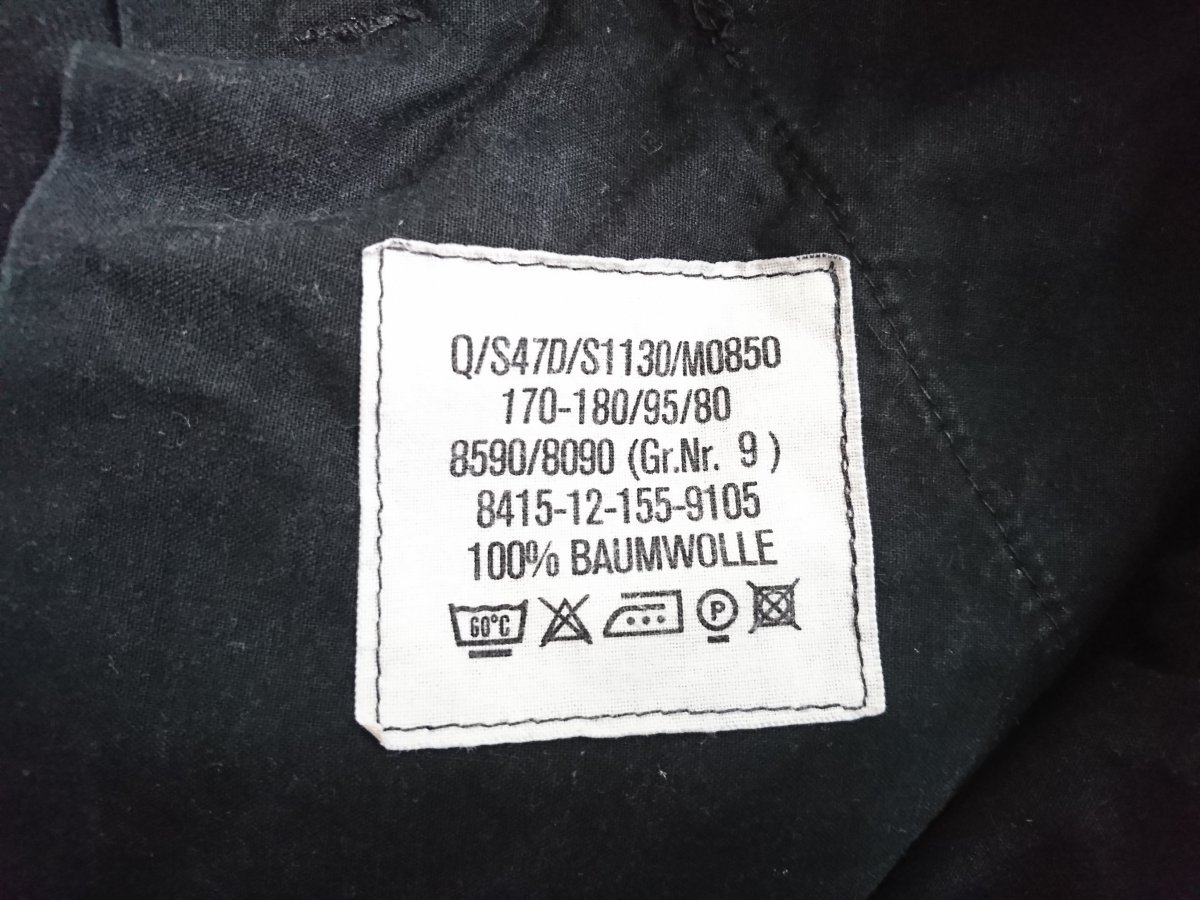 Q/S47D/S1130/M0850
170-180/95/80
8590/8090 (Gr.Nr. 9 )
8415-12-155-9105
100% BAUMWOLLE
60°C P